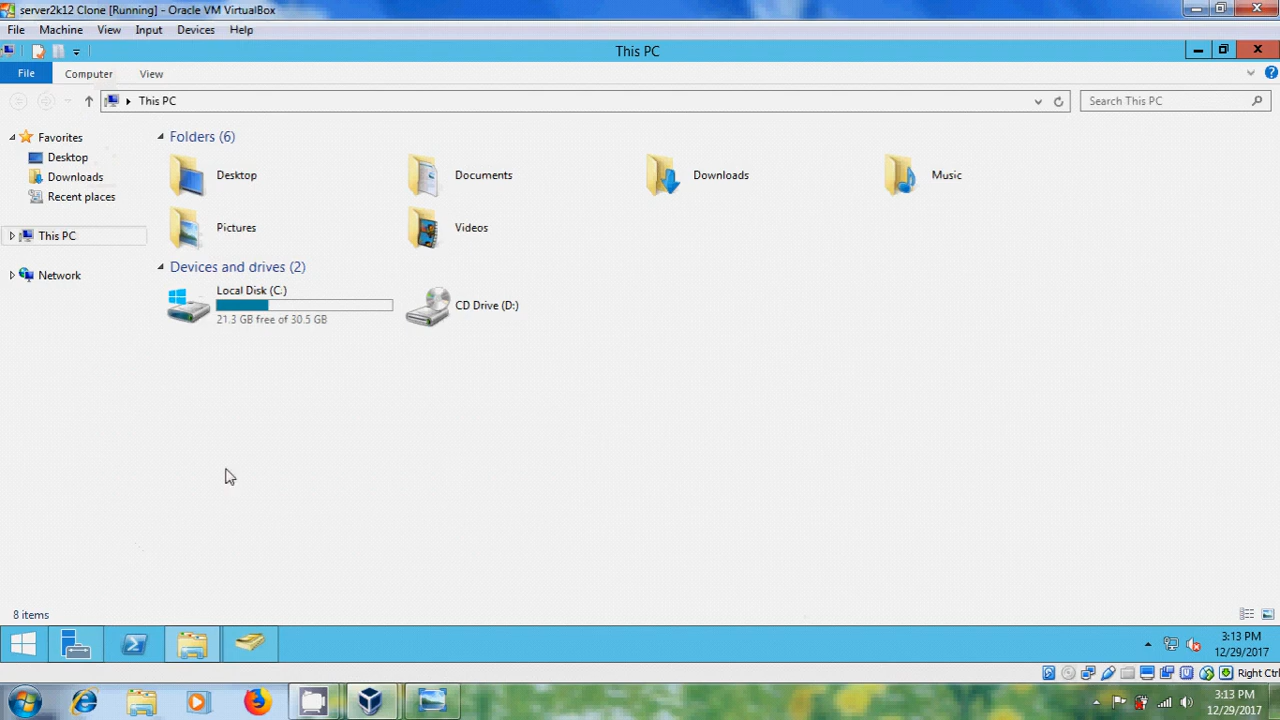 server2k12 Clone [Running] - Oracle VM VirtualBox
File Machine View Input Devices Help
This PC
File Computer View
This PC
Search This PC
Favorites
Desktop
Downloads
Recent places
This PC
Network
Folders (6)
Desktop
Documents
Downloads
Music
Pictures
Videos
Devices and drives (2)
Local Disk (C:)
21.3 GB free of 30.5 GB
CD Drive (D:)
8 items
3:13 PM
12/29/2017
Right Ctrl
3:13 PM
12/29/2017